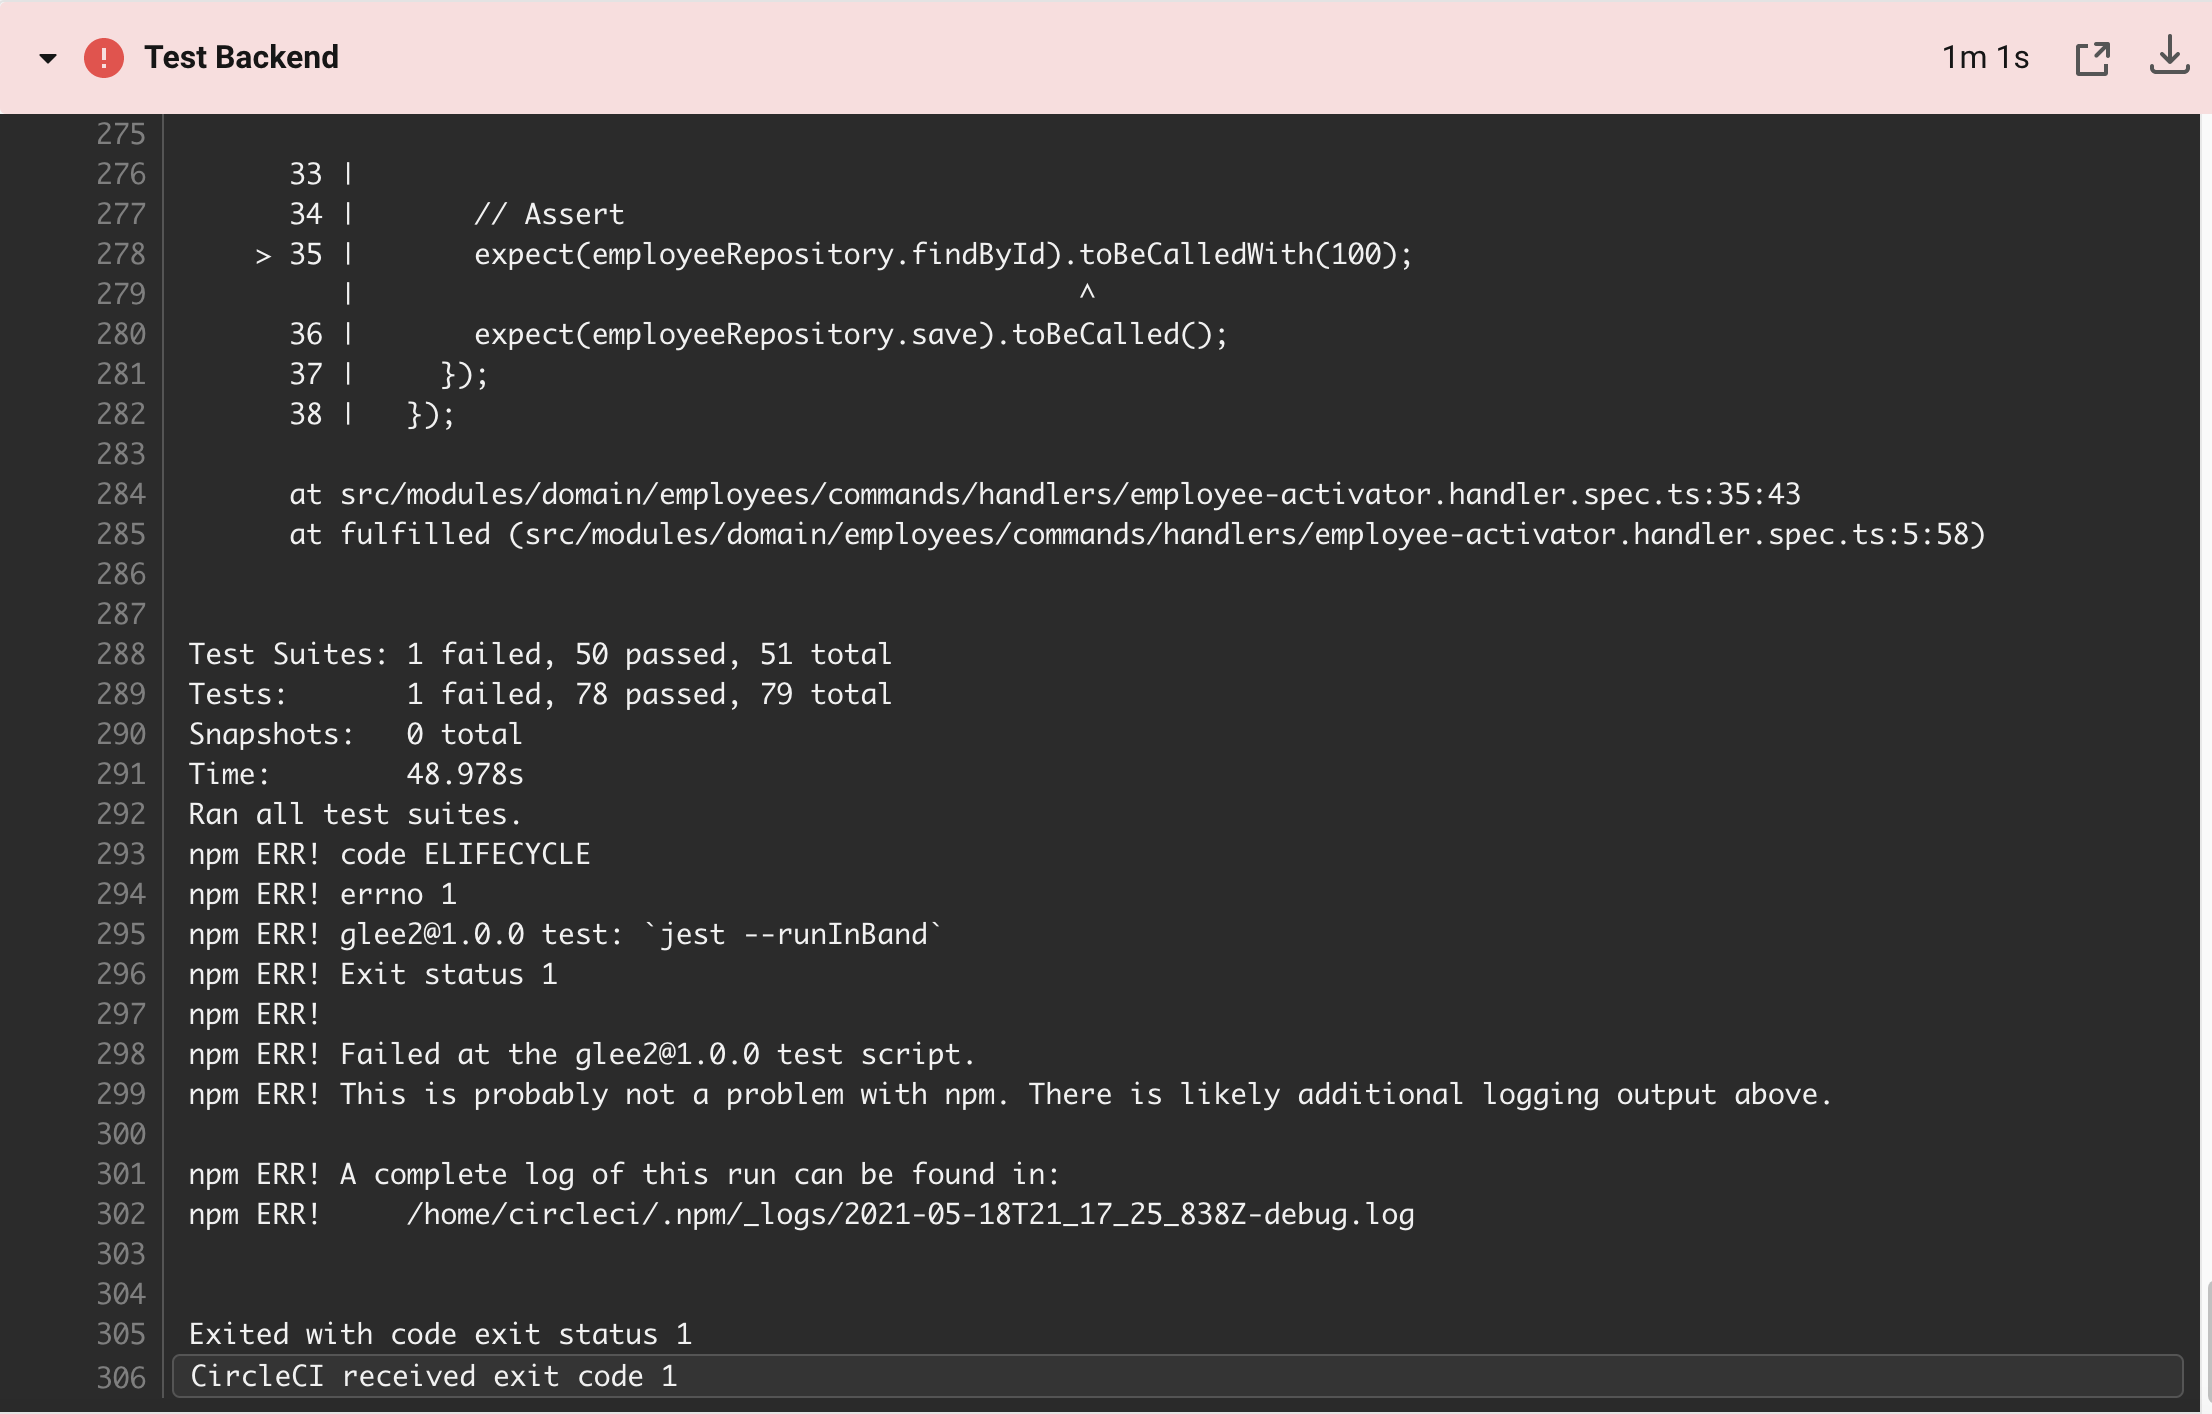 Test Backend 1m 1s
275
276 33 |
277 34 |       // Assert
278 > 35 |       expect(employeeRepository.findById).toBeCalledWith(100);
279 |                                           ^
280 36 |       expect(employeeRepository.save).toBeCalled();
281 37 |     });
282 38 |   });
283
284 at src/modules/domain/employees/commands/handlers/employee-activator.handler.spec.ts:35:43
285 at fulfilled (src/modules/domain/employees/commands/handlers/employee-activator.handler.spec.ts:5:58)
286
287
288 Test Suites: 1 failed, 50 passed, 51 total
289 Tests:       1 failed, 78 passed, 79 total
290 Snapshots:   0 total
291 Time:        48.978s
292 Ran all test suites.
293 npm ERR! code ELIFECYCLE
294 npm ERR! errno 1
295 npm ERR! glee2@1.0.0 test: `jest --runInBand`
296 npm ERR! Exit status 1
297 npm ERR!
298 npm ERR! Failed at the glee2@1.0.0 test script.
299 npm ERR! This is probably not a problem with npm. There is likely additional logging output above.
300
301 npm ERR! A complete log of this run can be found in:
302 npm ERR!     /home/circleci/.npm/_logs/2021-05-18T21_17_25_838Z-debug.log
303
304
305 Exited with code exit status 1
306 CircleCI received exit code 1